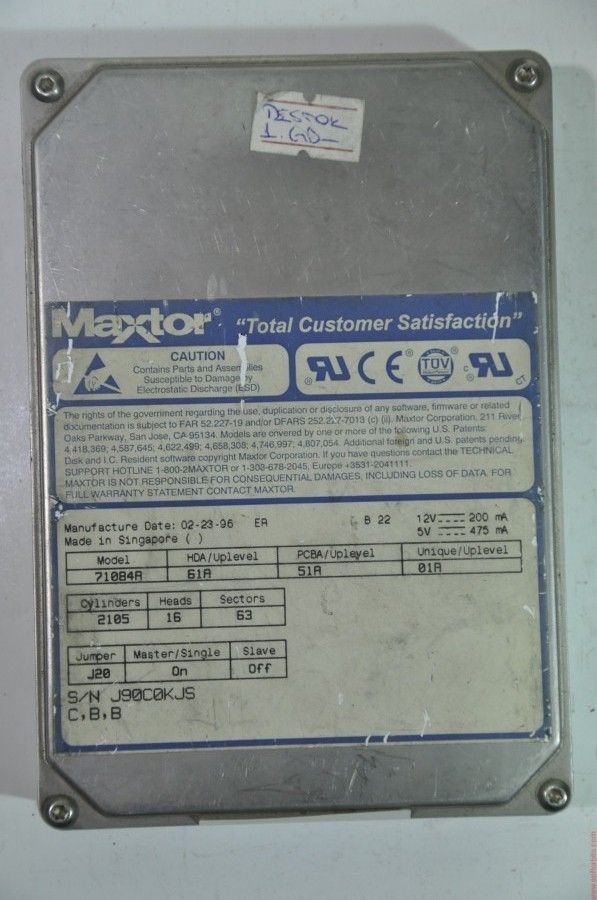 DESTOK
1. GB
Maxtor® "Total Customer Satisfaction"
CAUTION
Contains Parts and Assemblies
Susceptible to Damage by
Electrostatic Discharge (ESD)
® RU CE TÜV ® c RU ®
The rights of the government regarding the use, duplication or disclosure of any software, firmware or related
documentation is subject to FAR 52.227-19 and/or DFARS 252.227-7013 (c) (ii). Maxtor Corporation, 211 River
Oaks Parkway, San Jose, CA 95134. Models are covered by one or more of the following U.S. Patents:
4,418,369; 4,587,645; 4,622,499; 4,658,308; 4,746,997; 4,807,054. Additional foreign and U.S. patents pending.
Disk and I.C. Resident software copyright Maxtor Corporation. If you have questions contact the TECHNICAL
SUPPORT HOTLINE 1-800-2MAXTOR or 1-303-678-2045, Europe +3531-2041111.
MAXTOR IS NOT RESPONSIBLE FOR CONSEQUENTIAL DAMAGES, INCLUDING LOSS OF DATA. FOR
FULL WARRANTY STATEMENT CONTACT MAXTOR.
Manufacture Date: 02-23-96 EA B 22 12V 200 mA
Made in Singapore ( ) 5V 475 mA
Model HDA/Uplevel PCBA/Uplevel Unique/Uplevel
71084A 61A 51A 01A
Cylinders Heads Sectors
2105 16 63
Jumper Master/Single Slave
J20 On Off
S/N J90C0KJS
C,B,B